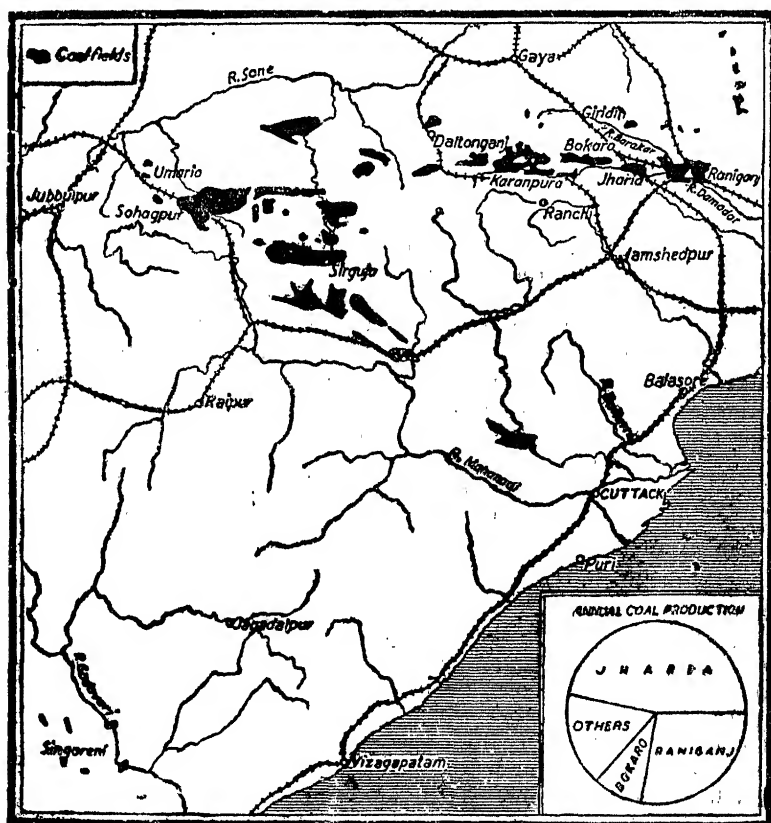 Coalfields
Gaya
R. Sone
Giridih
R. Barakar
Daltonganj
Bokaro
Umaria
Karanpura
Jharia
Raniganj
Jubbulpur
R. Damodar
Sohagpur
Ranchi
Sirguja
Jamshedpur
Balasore
Raipur
R. Mahanadi
CUTTACK
Puri
Jagadalpur
Singareni
Vizagapatam
ANNUAL COAL PRODUCTION
JHARIA
OTHERS
BOKARO
RANIGANJ